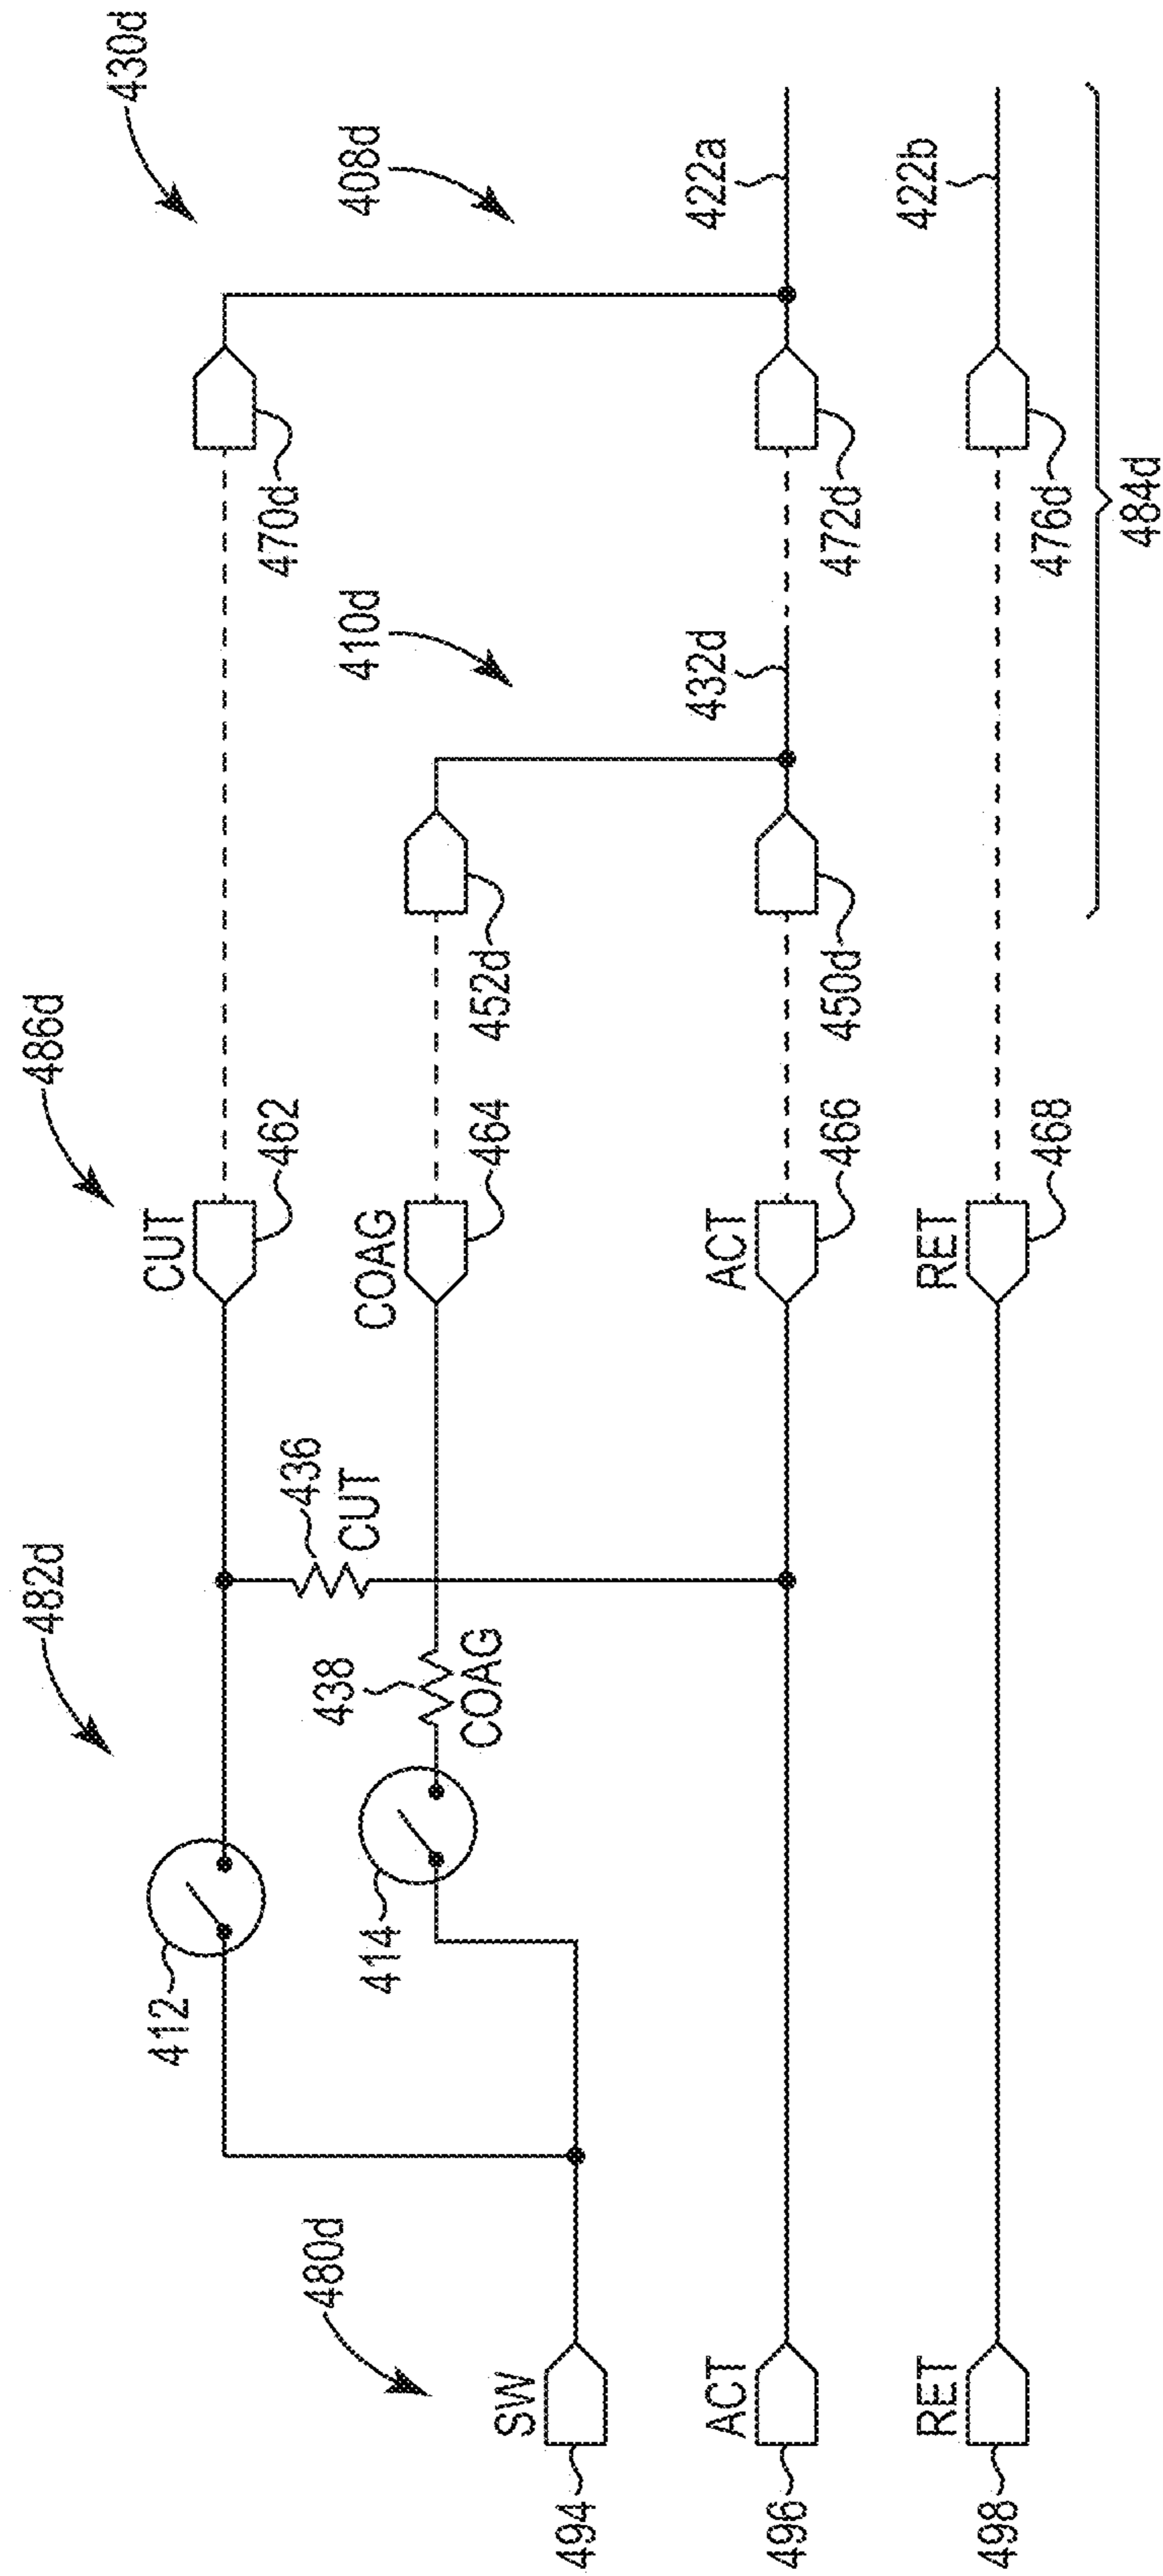 430d
408d
422a
422b
470d
472d
476d
484d
410d
432d
452d
450d
486d
CUT
462
COAG
464
ACT
466
RET
468
482d
436
CUT
438
COAG
412
414
480d
SW
494
ACT
496
RET
498